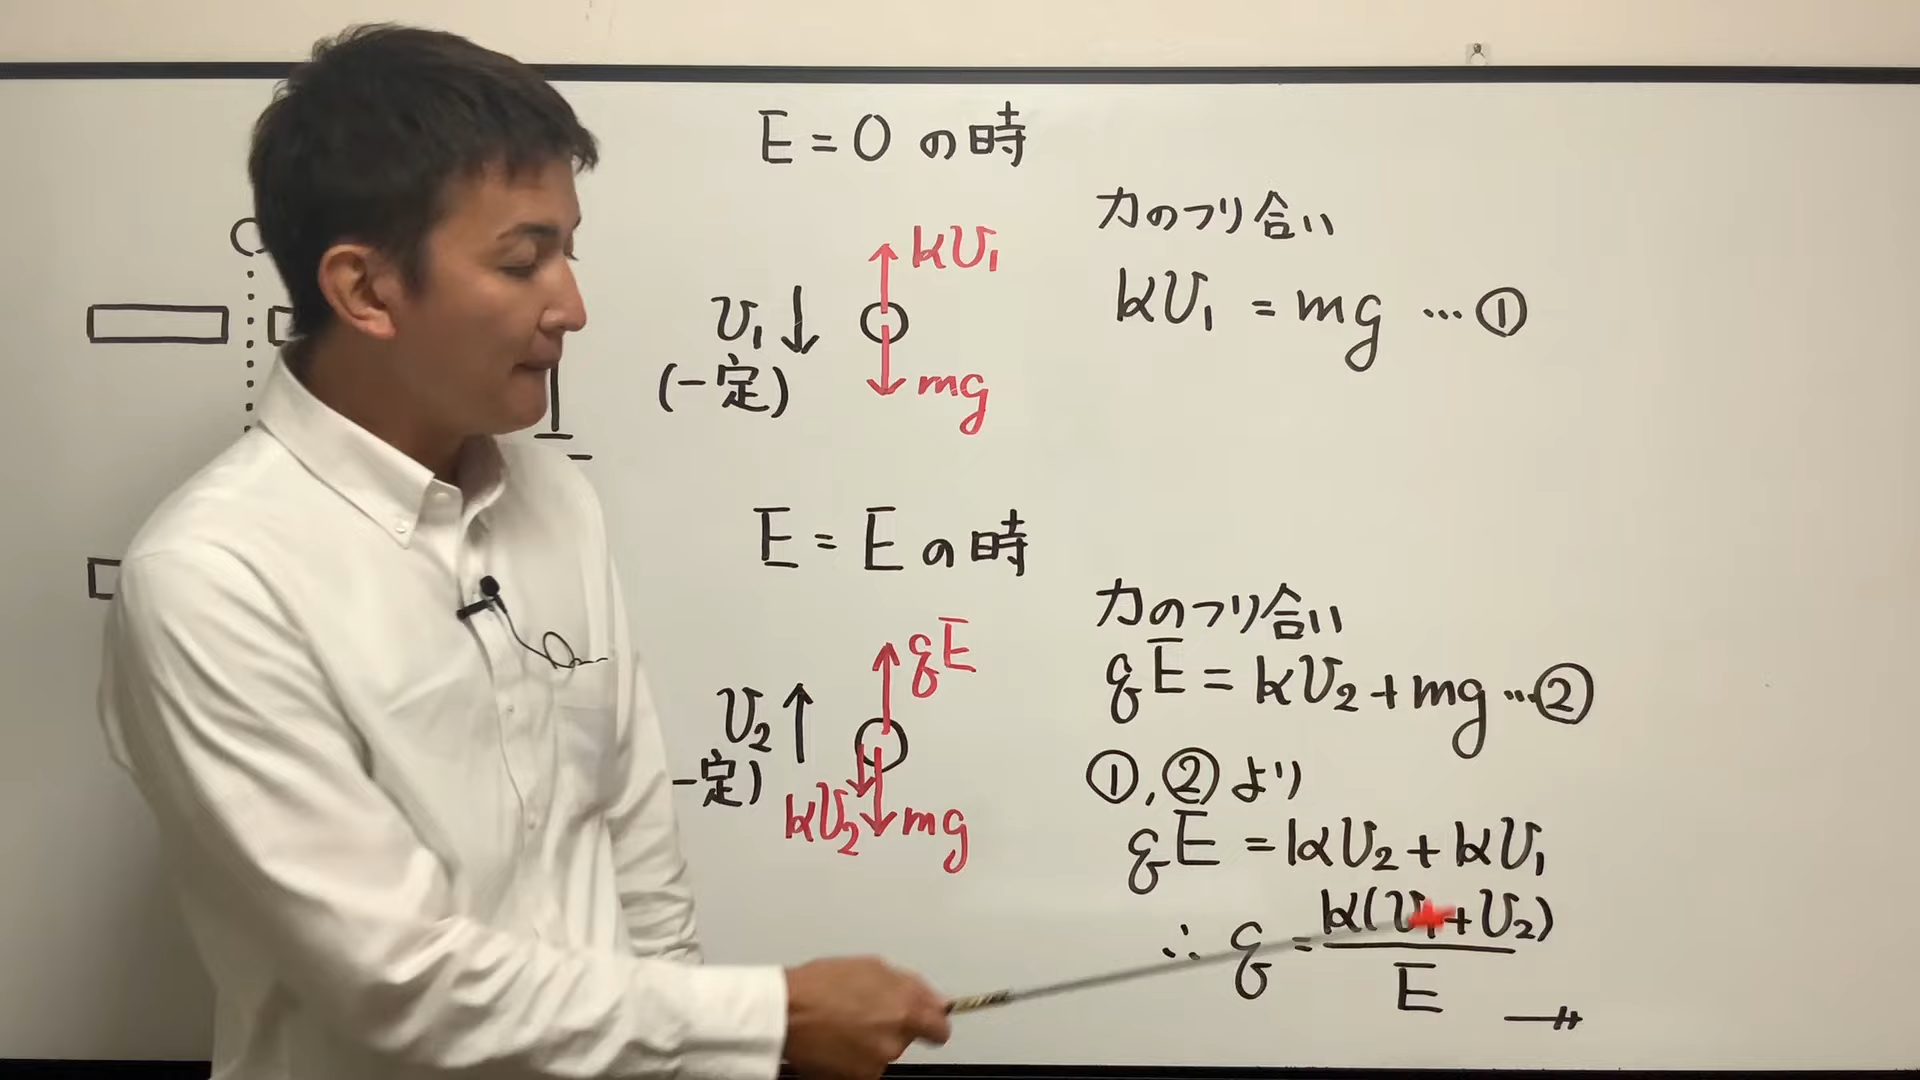 E = 0 の時
kv₁
v₁
(一定)
mg
力のつり合い
kv₁ = mg …①
E = E の時
qE
v₂
一定)
kv₂
mg
力のつり合い
qE = kv₂ + mg …②
①, ② より
qE = kv₂ + kv₁
∴ q = k(v₁ + v₂)
E